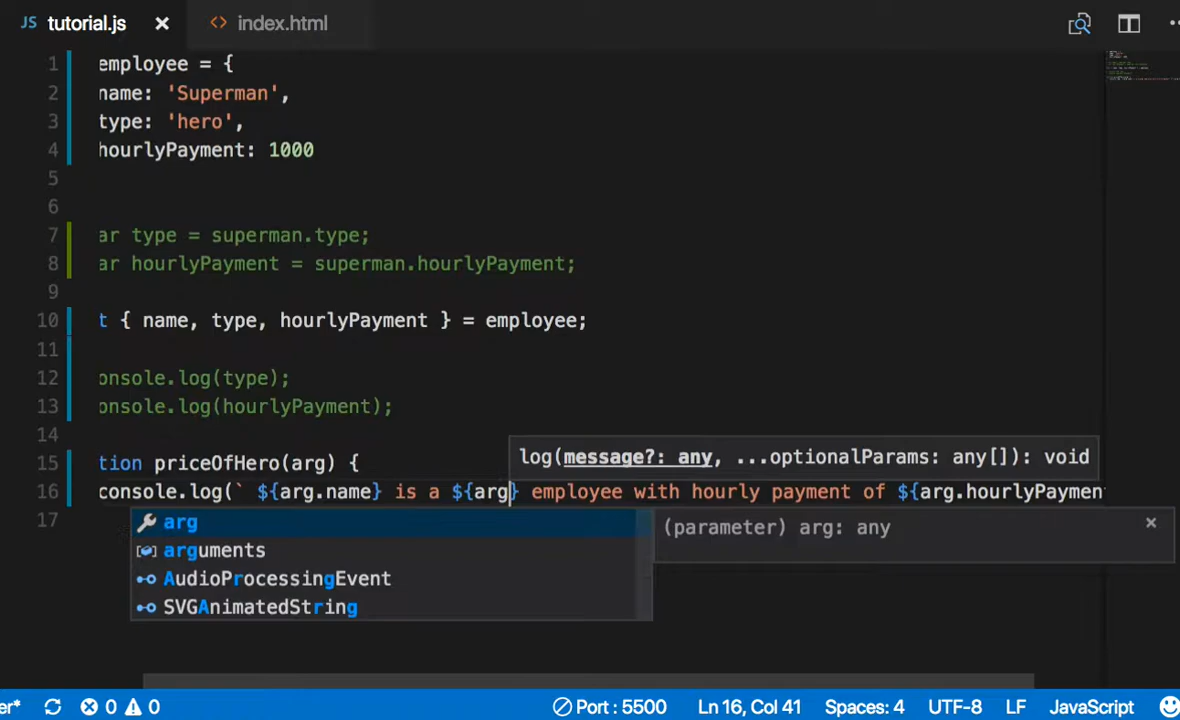 JS tutorial.js × <> index.html
1 employee = {
2 name: 'Superman',
3 type: 'hero',
4 hourlyPayment: 1000
5
6
7 ar type = superman.type;
8 ar hourlyPayment = superman.hourlyPayment;
9
10 t { name, type, hourlyPayment } = employee;
11
12 onsole.log(type);
13 onsole.log(hourlyPayment);
14
log(message?: any, ...optionalParams: any[]): void
15 tion priceOfHero(arg) {
16 console.log(` ${arg.name} is a ${arg} employee with hourly payment of ${arg.hourlyPaymen
17
arg
(parameter) arg: any ×
arguments
AudioProcessingEvent
SVGAnimatedString
er* 0 0 Port : 5500 Ln 16, Col 41 Spaces: 4 UTF-8 LF JavaScript